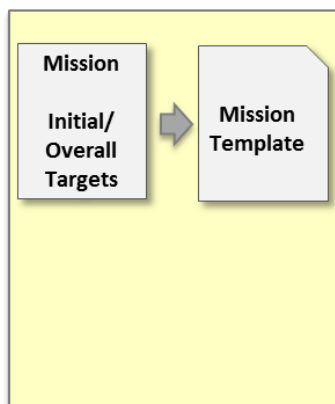 Mission
Initial/
Overall
Targets
Mission
Template